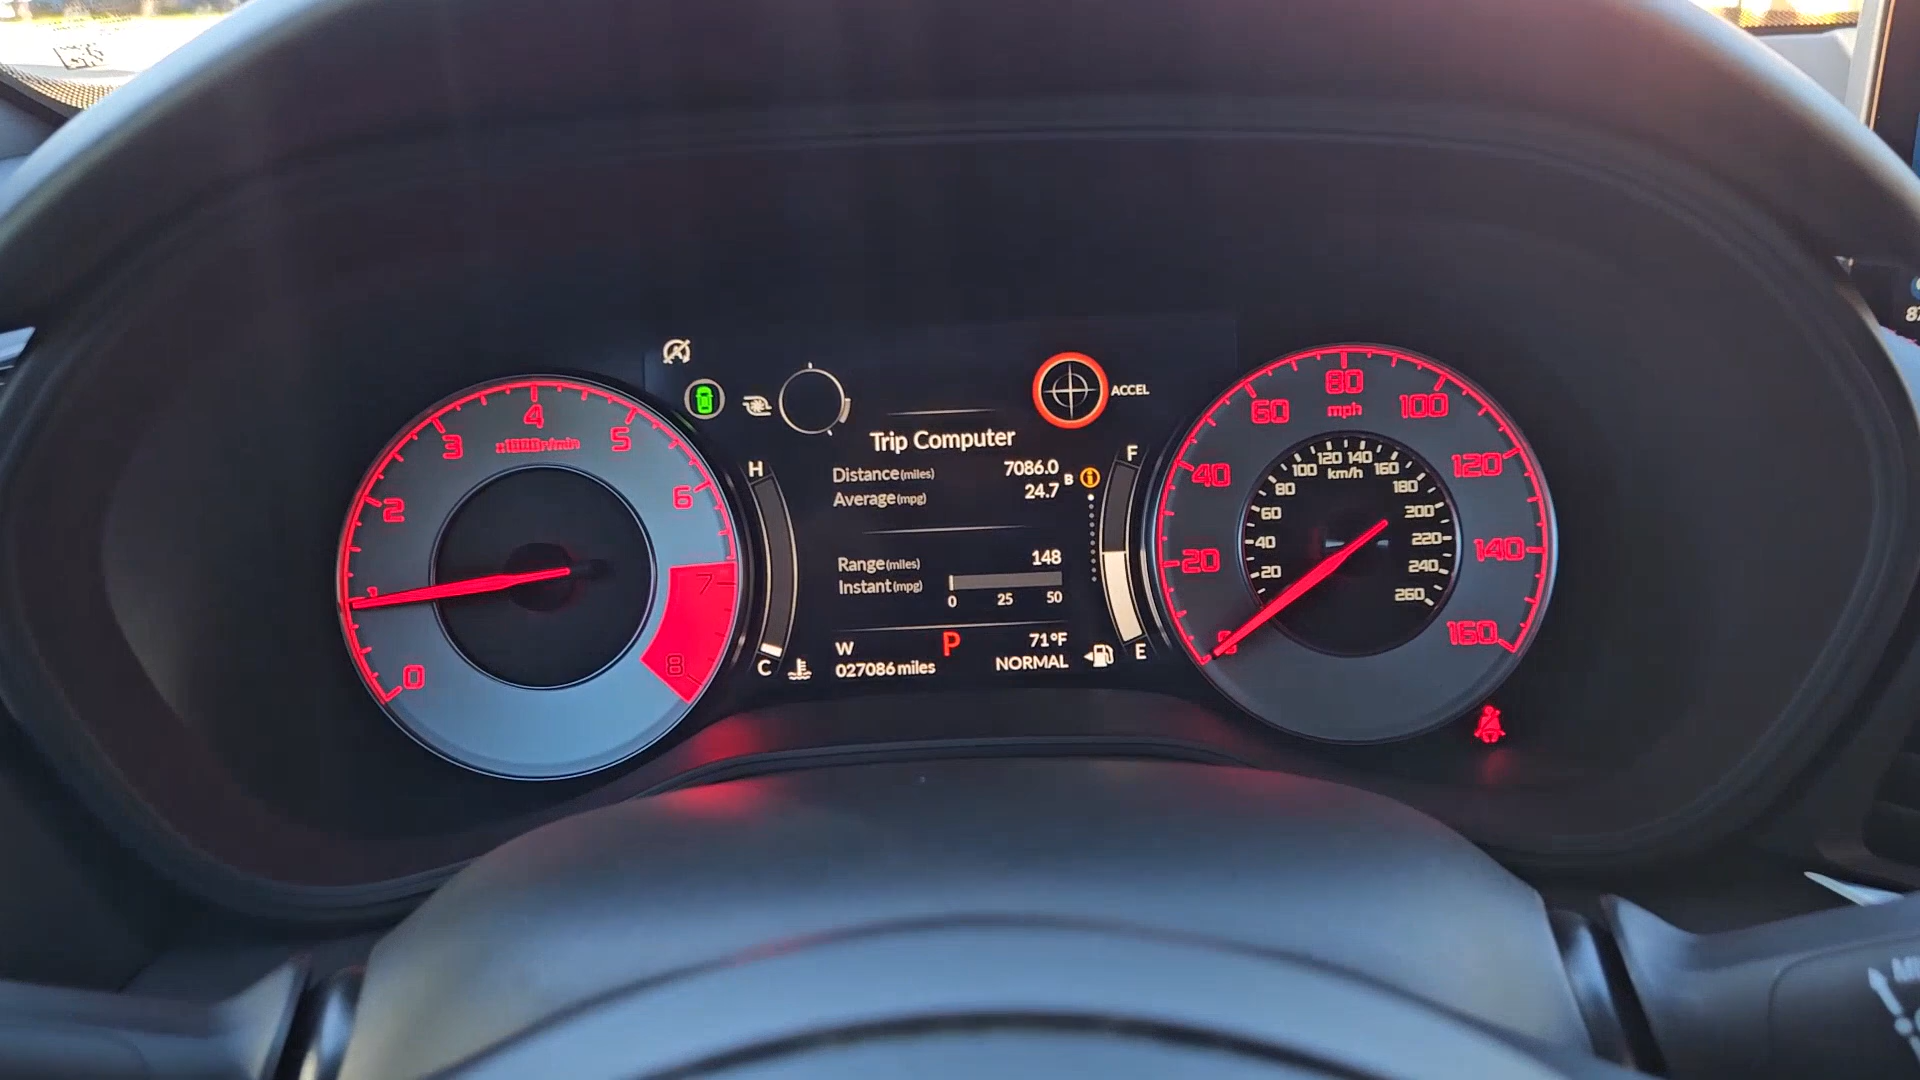 4
3
5
x1000r/min
2
6
1
7
0
8
ACCEL
Trip Computer
Distance(miles) 7086.0
B
Average(mpg) 24.7
Range(miles) 148
Instant(mpg)
0 25 50
W P 71°F
027086 miles NORMAL
H
C
F
E
80
mph
60 100
40 120
20 140
0 160
120 140
100 km/h 160
80 180
60 200
40 220
20 240
260